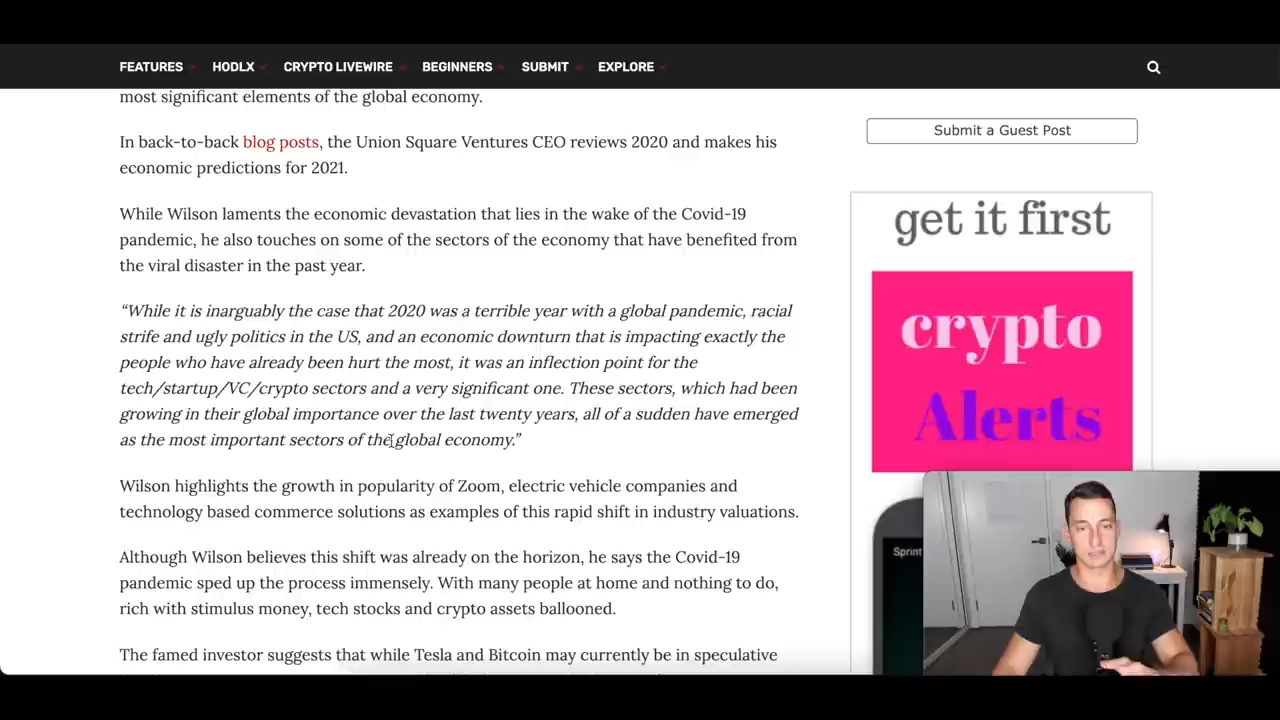 FEATURES HODLX CRYPTO LIVEWIRE BEGINNERS SUBMIT EXPLORE
most significant elements of the global economy.
In back-to-back blog posts, the Union Square Ventures CEO reviews 2020 and makes his
economic predictions for 2021.
While Wilson laments the economic devastation that lies in the wake of the Covid-19
pandemic, he also touches on some of the sectors of the economy that have benefited from
the viral disaster in the past year.
“While it is inarguably the case that 2020 was a terrible year with a global pandemic, racial
strife and ugly politics in the US, and an economic downturn that is impacting exactly the
people who have already been hurt the most, it was an inflection point for the
tech/startup/VC/crypto sectors and a very significant one. These sectors, which had been
growing in their global importance over the last twenty years, all of a sudden have emerged
as the most important sectors of the global economy.”
Wilson highlights the growth in popularity of Zoom, electric vehicle companies and
technology based commerce solutions as examples of this rapid shift in industry valuations.
Although Wilson believes this shift was already on the horizon, he says the Covid-19
pandemic sped up the process immensely. With many people at home and nothing to do,
rich with stimulus money, tech stocks and crypto assets ballooned.
The famed investor suggests that while Tesla and Bitcoin may currently be in speculative
Submit a Guest Post
get it first
crypto
Alerts
Sprint